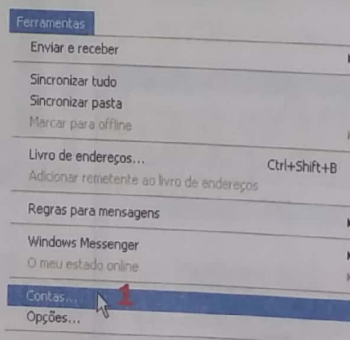 Ferramentas
Enviar e receber
Sincronizar tudo
Sincronizar pasta
Marcar para offline
Livro de endereços... Ctrl+Shift+B
Adicionar remetente ao livro de endereços
Regras para mensagens
Windows Messenger
O meu estado online
Contas... 1
Opções...